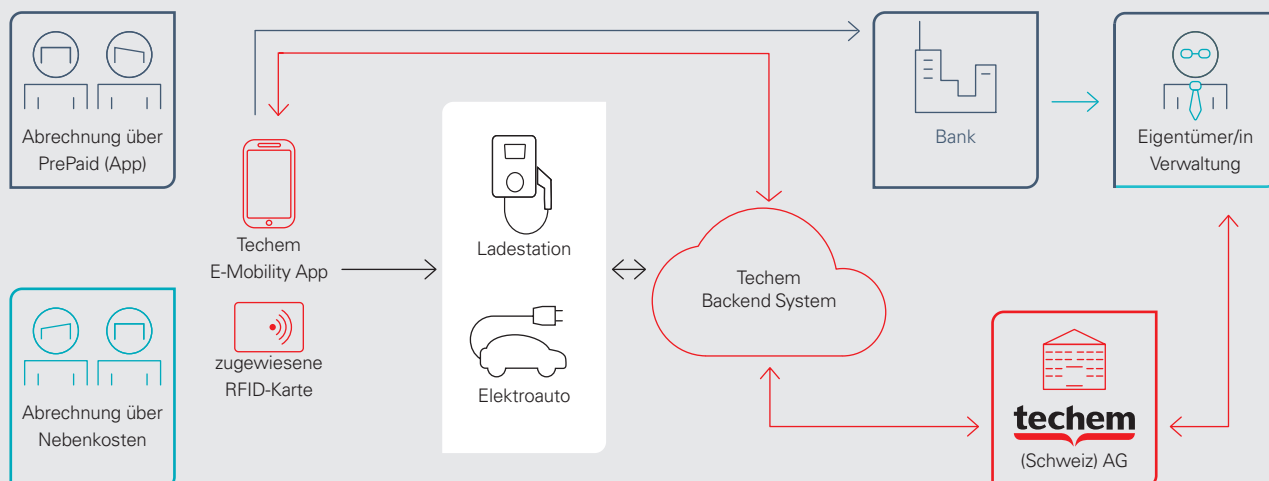 Abrechnung über
PrePaid (App)
Techem
E-Mobility App
zugewiesene
RFID-Karte
Abrechnung über
Nebenkosten
Ladestation
Elektroauto
Techem
Backend System
Bank
Eigentümer/in
Verwaltung
techem
(Schweiz) AG